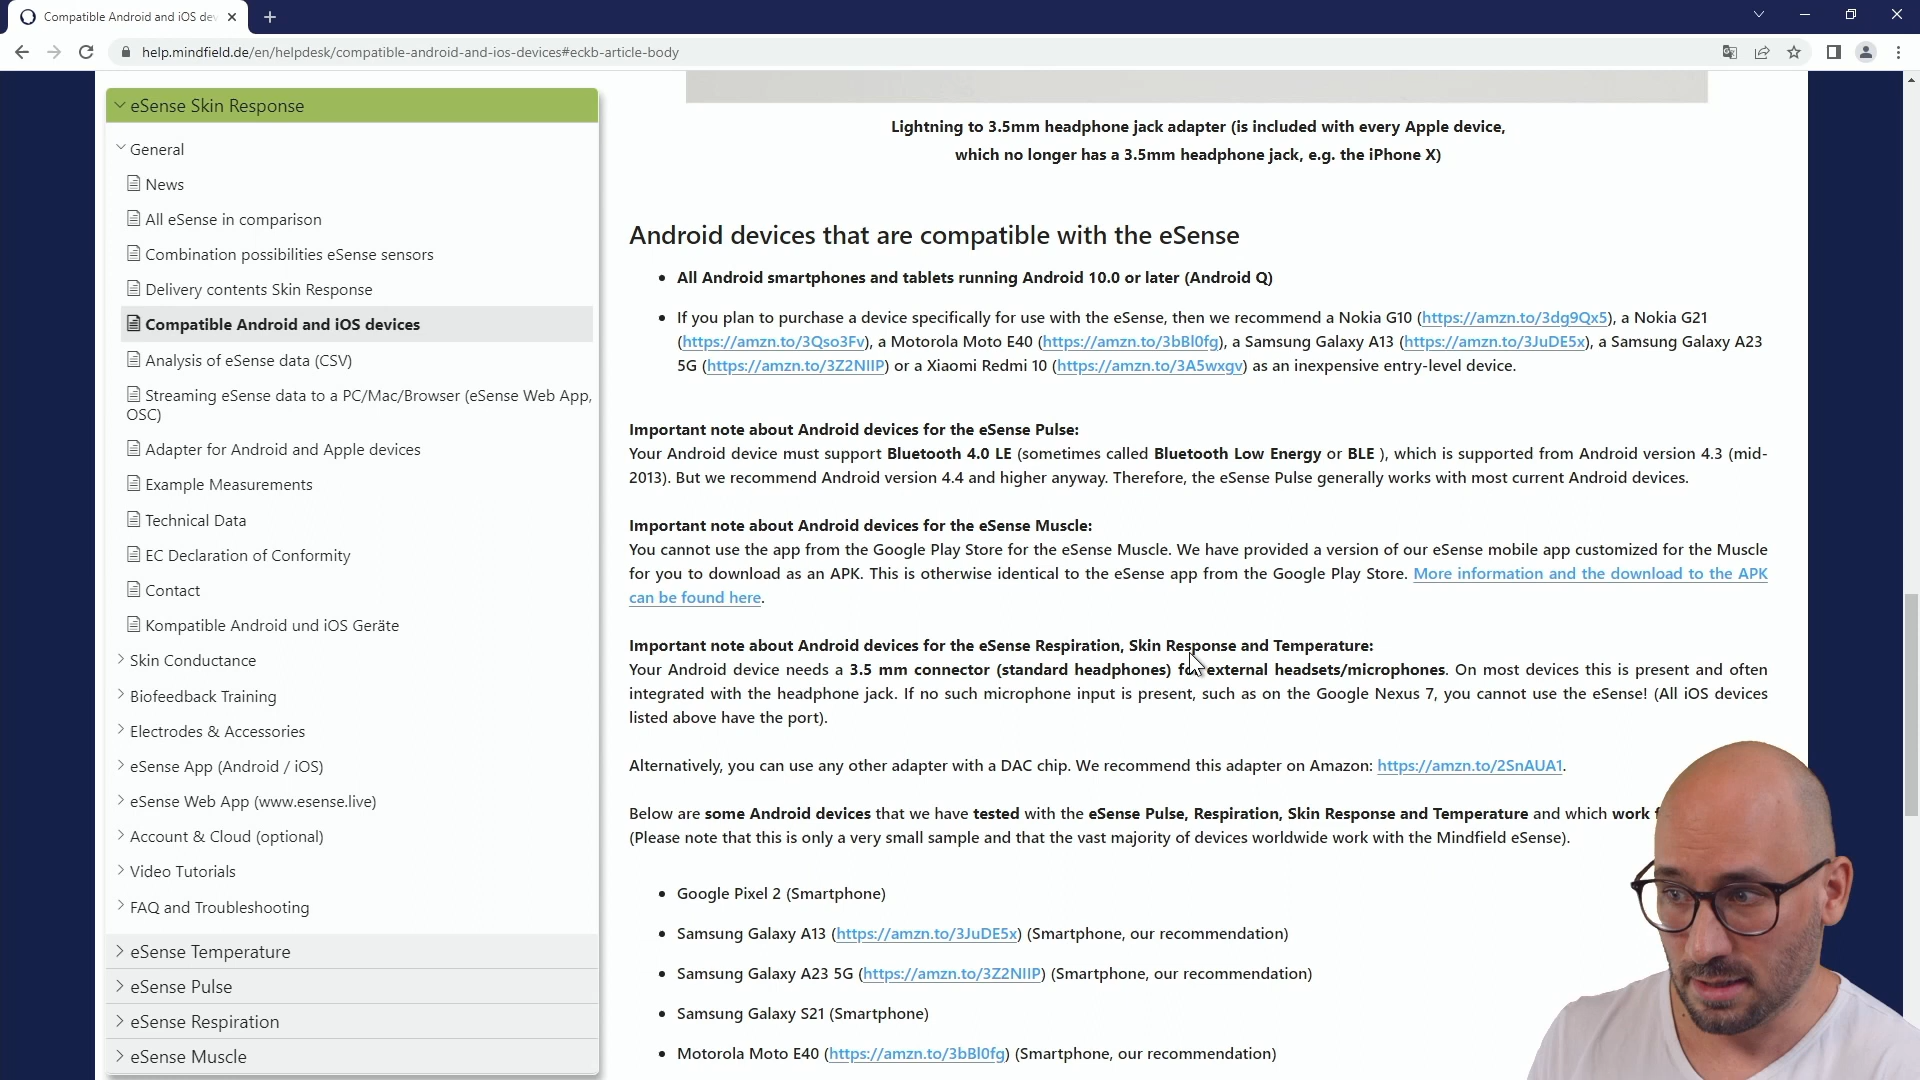 Compatible Android and iOS dev
help.mindfield.de/en/helpdesk/compatible-android-and-ios-devices#eckb-article-body
eSense Skin Response
General
News
All eSense in comparison
Combination possibilities eSense sensors
Delivery contents Skin Response
Compatible Android and iOS devices
Analysis of eSense data (CSV)
Streaming eSense data to a PC/Mac/Browser (eSense Web App,
OSC)
Adapter for Android and Apple devices
Example Measurements
Technical Data
EC Declaration of Conformity
Contact
Kompatible Android und iOS Geräte
Skin Conductance
Biofeedback Training
Electrodes & Accessories
eSense App (Android / iOS)
eSense Web App (www.esense.live)
Account & Cloud (optional)
Video Tutorials
FAQ and Troubleshooting
eSense Temperature
eSense Pulse
eSense Respiration
eSense Muscle
Lightning to 3.5mm headphone jack adapter (is included with every Apple device,
which no longer has a 3.5mm headphone jack, e.g. the iPhone X)
Android devices that are compatible with the eSense
• All Android smartphones and tablets running Android 10.0 or later (Android Q)
• If you plan to purchase a device specifically for use with the eSense, then we recommend a Nokia G10 (https://amzn.to/3dg9Qx5), a Nokia G21
(https://amzn.to/3Qso3Fv), a Motorola Moto E40 (https://amzn.to/3bBl0fg), a Samsung Galaxy A13 (https://amzn.to/3JuDE5x), a Samsung Galaxy A23
5G (https://amzn.to/3Z2NIIP) or a Xiaomi Redmi 10 (https://amzn.to/3A5wxgv) as an inexpensive entry-level device.
Important note about Android devices for the eSense Pulse:
Your Android device must support Bluetooth 4.0 LE (sometimes called Bluetooth Low Energy or BLE ), which is supported from Android version 4.3 (mid-
2013). But we recommend Android version 4.4 and higher anyway. Therefore, the eSense Pulse generally works with most current Android devices.
Important note about Android devices for the eSense Muscle:
You cannot use the app from the Google Play Store for the eSense Muscle. We have provided a version of our eSense mobile app customized for the Muscle
for you to download as an APK. This is otherwise identical to the eSense app from the Google Play Store. More information and the download to the APK
can be found here.
Important note about Android devices for the eSense Respiration, Skin Response and Temperature:
Your Android device needs a 3.5 mm connector (standard headphones) for external headsets/microphones. On most devices this is present and often
integrated with the headphone jack. If no such microphone input is present, such as on the Google Nexus 7, you cannot use the eSense! (All iOS devices
listed above have the port).
Alternatively, you can use any other adapter with a DAC chip. We recommend this adapter on Amazon: https://amzn.to/2SnAUA1.
Below are some Android devices that we have tested with the eSense Pulse, Respiration, Skin Response and Temperature and which work
(Please note that this is only a very small sample and that the vast majority of devices worldwide work with the Mindfield eSense).
• Google Pixel 2 (Smartphone)
• Samsung Galaxy A13 (https://amzn.to/3JuDE5x) (Smartphone, our recommendation)
• Samsung Galaxy A23 5G (https://amzn.to/3Z2NIIP) (Smartphone, our recommendation)
• Samsung Galaxy S21 (Smartphone)
• Motorola Moto E40 (https://amzn.to/3bBl0fg) (Smartphone, our recommendation)